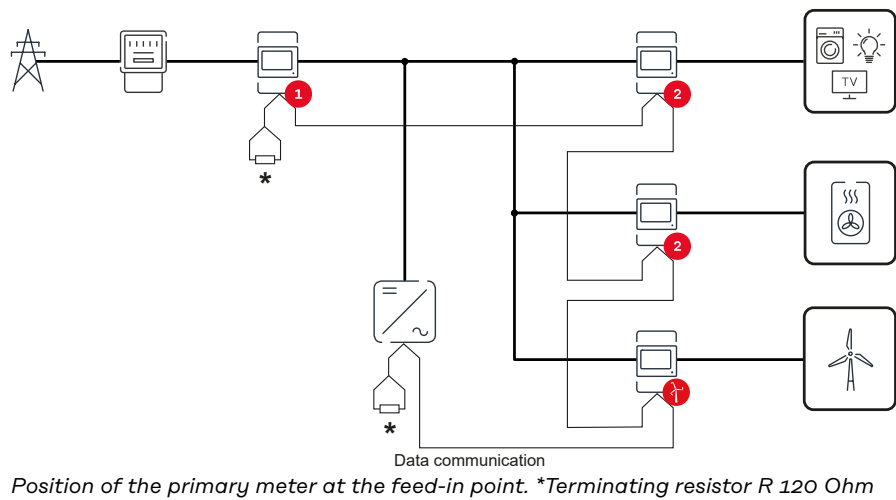 1
2
TV
*
2
*
Data communication
Position of the primary meter at the feed-in point. *Terminating resistor R 120 Ohm